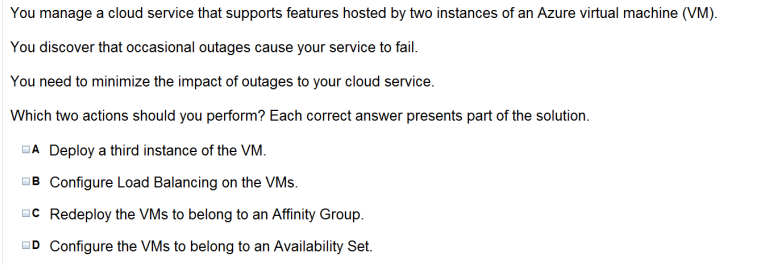 You manage a cloud service that supports features hosted by two instances of an Azure virtual machine (VM).
You discover that occasional outages cause your service to fail.
You need to minimize the impact of outages to your cloud service.
Which two actions should you perform? Each correct answer presents part of the solution.
A Deploy a third instance of the VM.
B Configure Load Balancing on the VMs.
C Redeploy the VMs to belong to an Affinity Group.
D Configure the VMs to belong to an Availability Set.